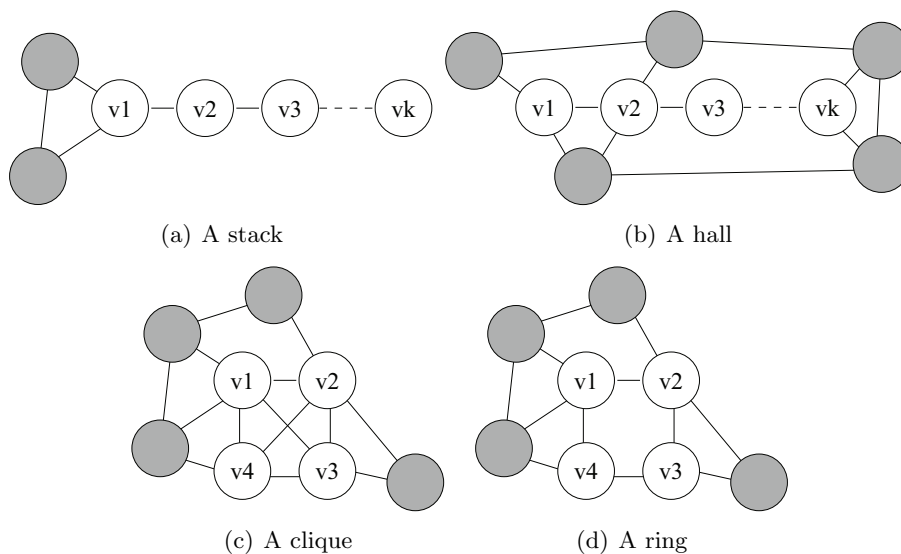 v1 v2 v3 vk
(a) A stack
v1 v2 v3 vk
(b) A hall
v1 v2
v4 v3
(c) A clique
v1 v2
v4 v3
(d) A ring